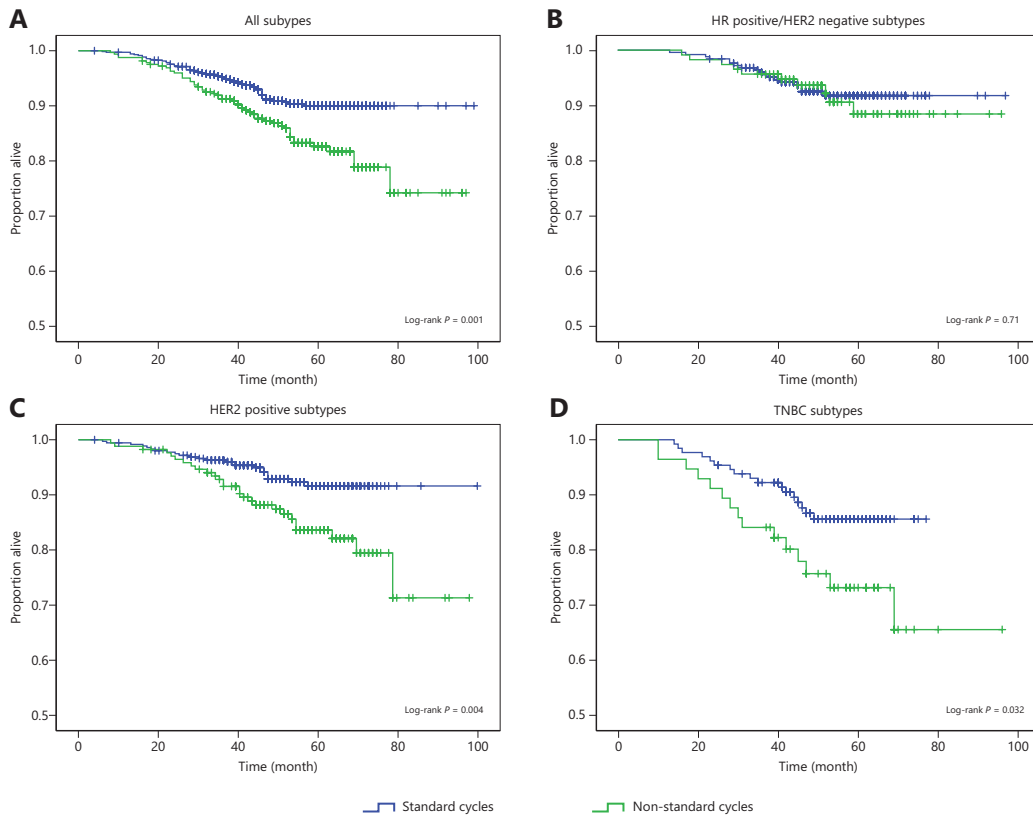 A
All subypes
1.0
0.9
0.8
0.7
0.6
0.5
Proportion alive
Log-rank P = 0.001
0 20 40 60 80 100
Time (month)
B
HR positive/HER2 negative subtypes
1.0
0.9
0.8
0.7
0.6
0.5
Proportion alive
Log-rank P = 0.71
0 20 40 60 80 100
Time (month)
C
HER2 positive subtypes
1.0
0.9
0.8
0.7
0.6
0.5
Proportion alive
Log-rank P = 0.004
0 20 40 60 80 100
Time (month)
D
TNBC subtypes
1.0
0.9
0.8
0.7
0.6
0.5
Proportion alive
Log-rank P = 0.032
0 20 40 60 80 100
Time (month)
Standard cycles
Non-standard cycles